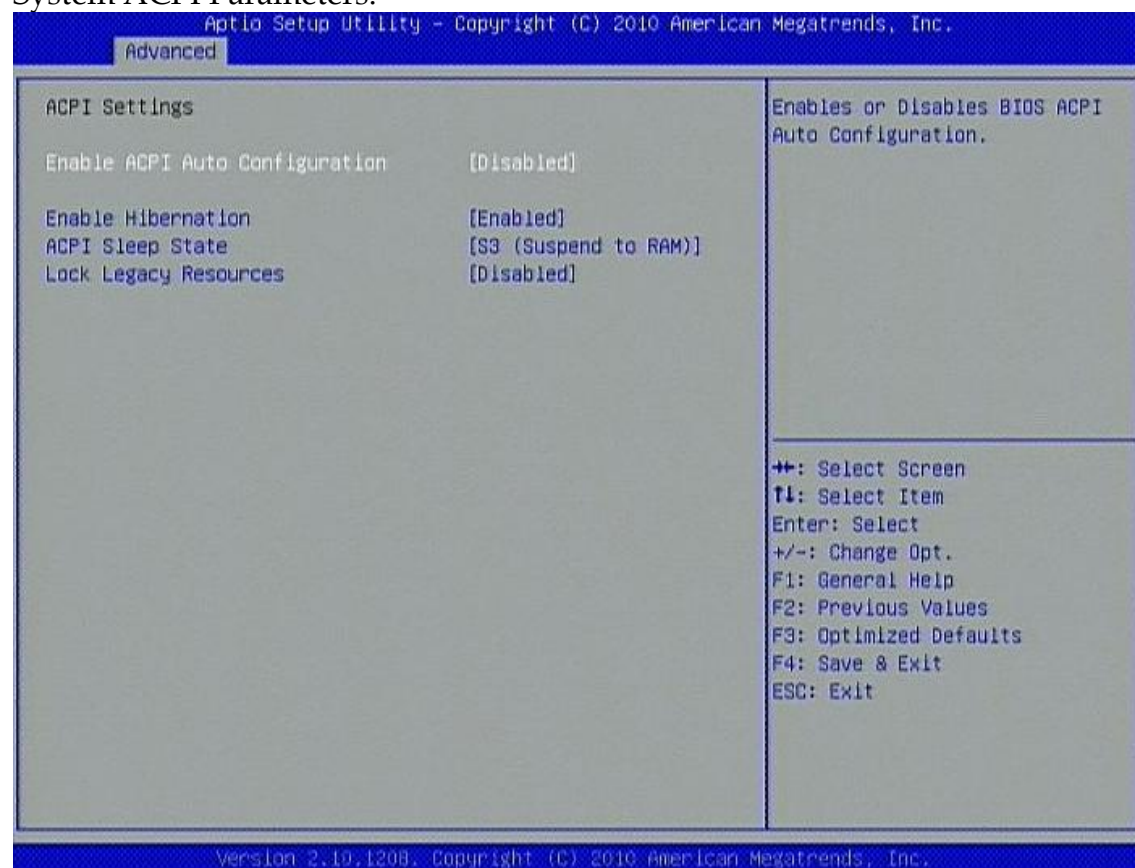 System ACPI Parameters.
Aptio Setup Utility - Copyright (C) 2010 American Megatrends, Inc.
Advanced
ACPI Settings
Enable ACPI Auto Configuration [Disabled]
Enable Hibernation [Enabled]
ACPI Sleep State [S3 (Suspend to RAM)]
Lock Legacy Resources [Disabled]
Enables or Disables BIOS ACPI
Auto Configuration.
→←: Select Screen
↑↓: Select Item
Enter: Select
+/-: Change Opt.
F1: General Help
F2: Previous Values
F3: Optimized Defaults
F4: Save & Exit
ESC: Exit
Version 2.10.1208. Copyright (C) 2010 American Megatrends, Inc.